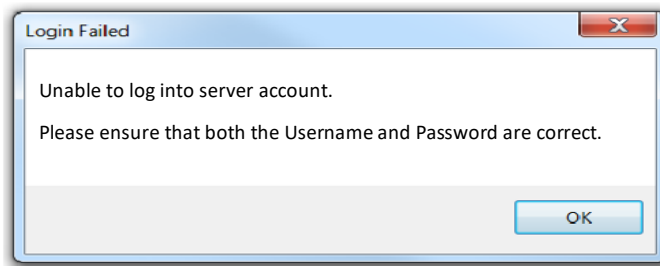 Login Failed
X
Unable to log into server account.
Please ensure that both the Username and Password are correct.
OK